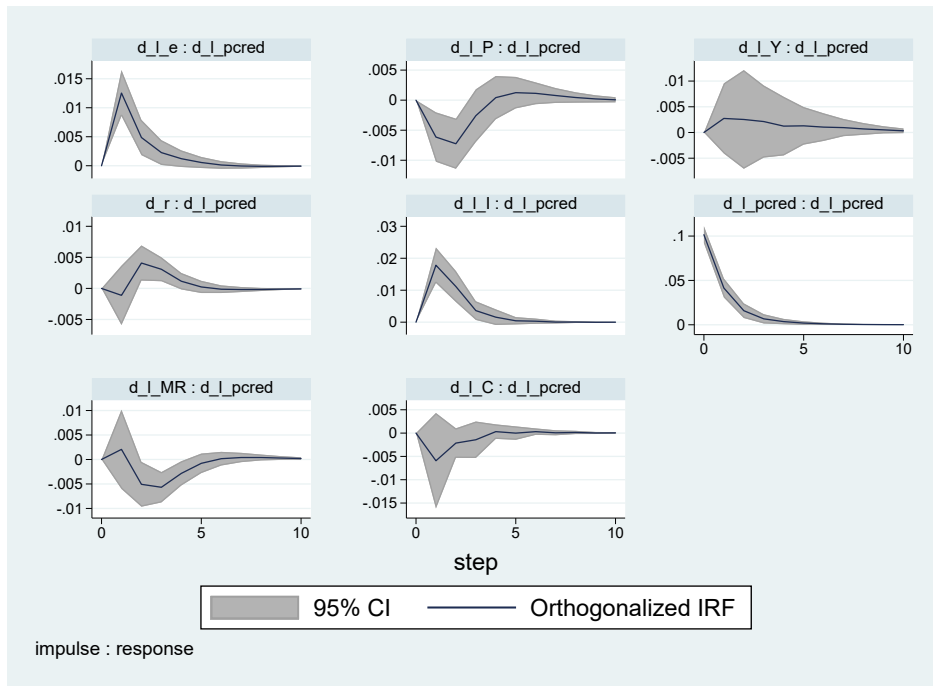 d_l_e : d_l_pcred
d_l_P : d_l_pcred
d_l_Y : d_l_pcred
.015
.01
.005
0
.005
0
-.005
-.01
.01
.005
0
-.005
d_r : d_l_pcred
d_l_I : d_l_pcred
d_l_pcred : d_l_pcred
.01
.005
0
-.005
.03
.02
.01
0
.1
.05
0
0 5 10
d_l_MR : d_l_pcred
d_l_C : d_l_pcred
.01
.005
0
-.005
-.01
0 5 10
.005
0
-.005
-.01
-.015
0 5 10
step
95% CI
Orthogonalized IRF
impulse : response